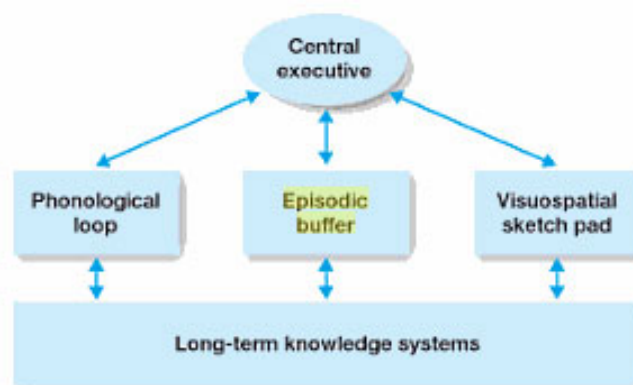 Central
executive
Phonological
loop
Episodic
buffer
Visuospatial
sketch pad
Long-term knowledge systems